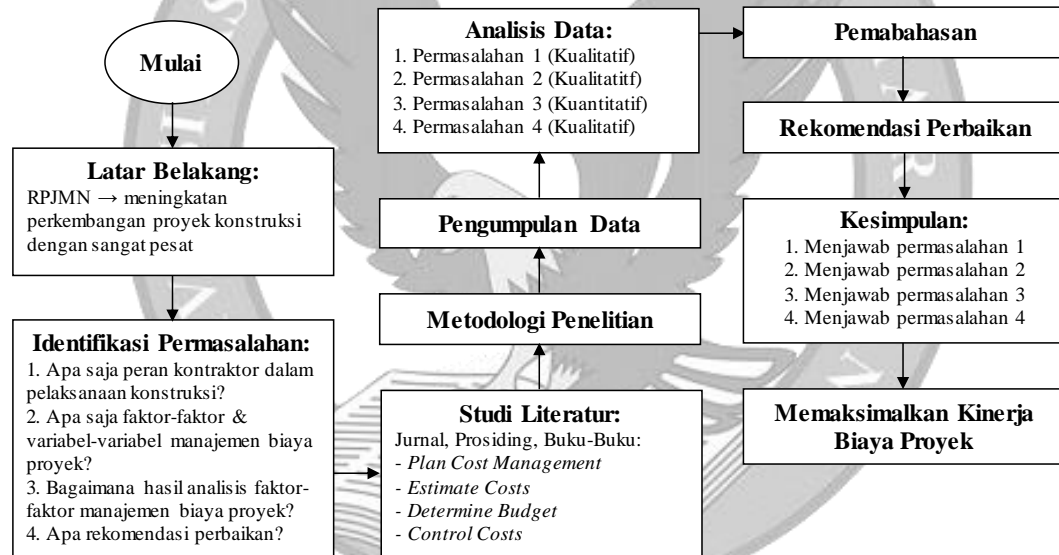 Mulai
Latar Belakang:
RPJMN → meningkatan
perkembangan proyek konstruksi
dengan sangat pesat
Identifikasi Permasalahan:
1. Apa saja peran kontraktor dalam
pelaksanaan konstruksi?
2. Apa saja faktor-faktor &
variabel-variabel manajemen biaya
proyek?
3. Bagaimana hasil analisis faktor-
faktor manajemen biaya proyek?
4. Apa rekomendasi perbaikan?
Studi Literatur:
Jurnal, Prosiding, Buku-Buku:
- Plan Cost Management
- Estimate Costs
- Determine Budget
- Control Costs
Metodologi Penelitian
Pengumpulan Data
Analisis Data:
1. Permasalahan 1 (Kualitatif)
2. Permasalahan 2 (Kualitatif)
3. Permasalahan 3 (Kuantitatif)
4. Permasalahan 4 (Kualitatif)
Pemabahasan
Rekomendasi Perbaikan
Kesimpulan:
1. Menjawab permasalahan 1
2. Menjawab permasalahan 2
3. Menjawab permasalahan 3
4. Menjawab permasalahan 4
Memaksimalkan Kinerja
Biaya Proyek